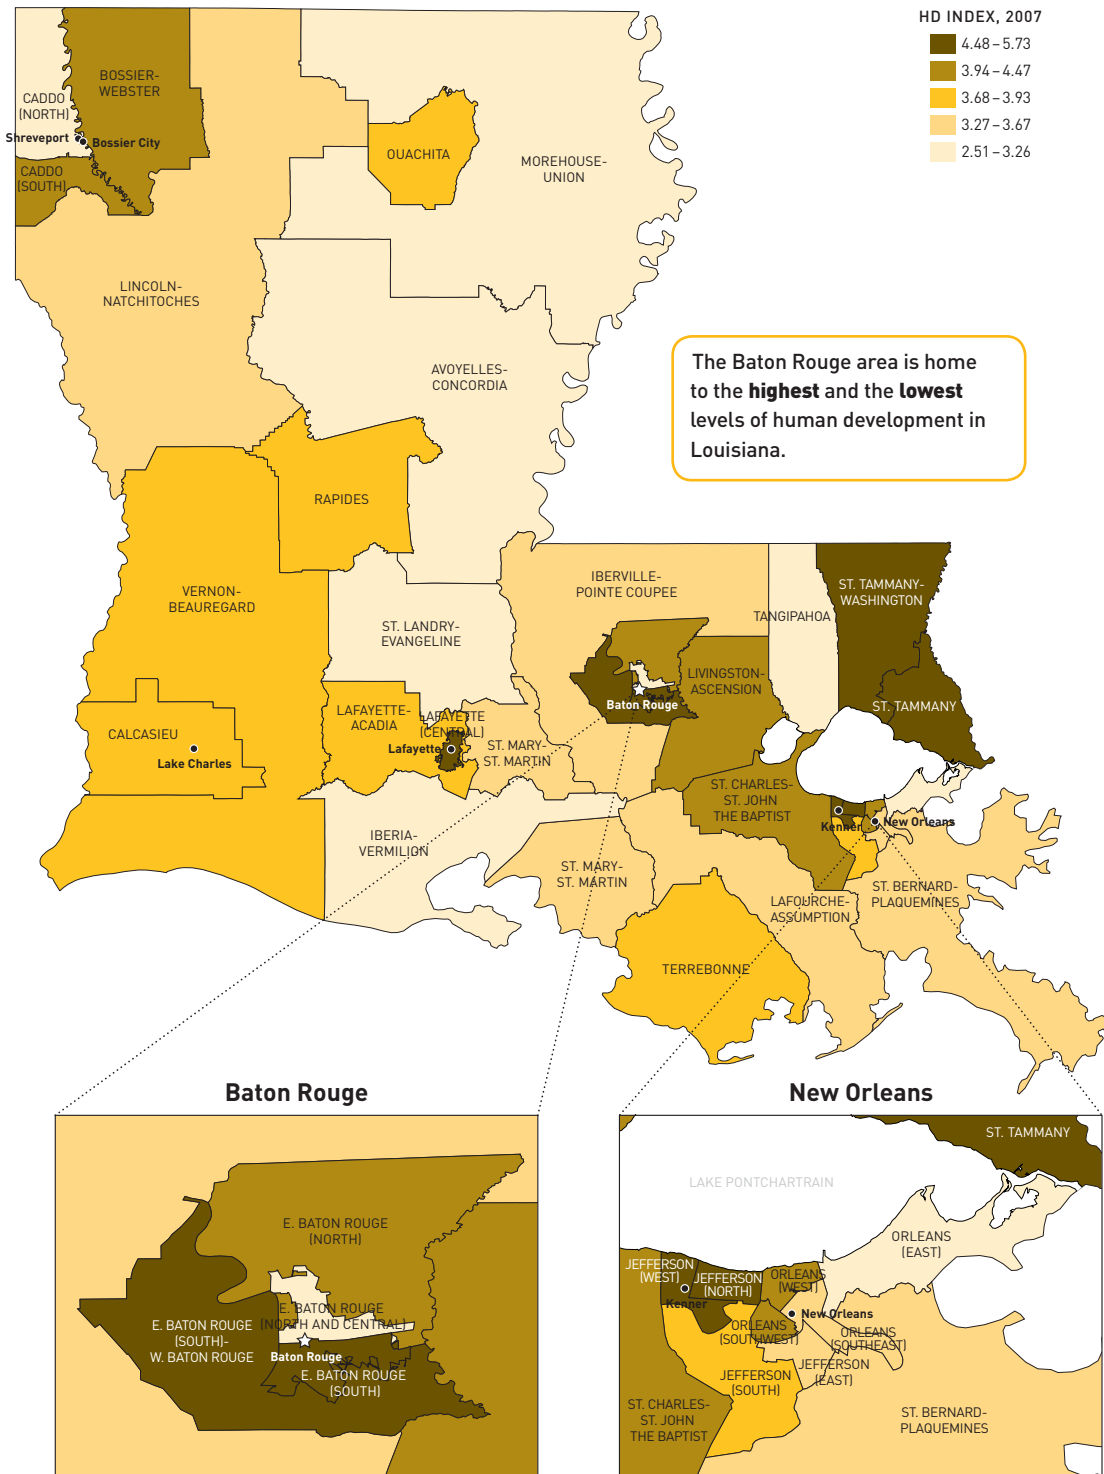 HD INDEX, 2007
4.48 – 5.73
3.94 – 4.47
3.68 – 3.93
3.27 – 3.67
2.51 – 3.26
BOSSIER-
WEBSTER
CADDO
(NORTH)
Shreveport
Bossier City
CADDO
(SOUTH)
OUACHITA
MOREHOUSE-
UNION
LINCOLN-
NATCHITOCHES
AVOYELLES-
CONCORDIA
The Baton Rouge area is home
to the highest and the lowest
levels of human development in
Louisiana.
RAPIDES
VERNON-
BEAUREGARD
IBERVILLE-
POINTE COUPEE
ST. TAMMANY-
WASHINGTON
TANGIPAHOA
ST. LANDRY-
EVANGELINE
LIVINGSTON-
ASCENSION
Baton Rouge
ST. TAMMANY
LAFAYETTE-
ACADIA
LAFAYETTE
(CENTRAL)
Lafayette
CALCASIEU
Lake Charles
ST. MARY-
ST. MARTIN
ST. CHARLES-
ST. JOHN
THE BAPTIST
Kenner
New Orleans
IBERIA-
VERMILION
ST. MARY-
ST. MARTIN
LAFOURCHE-
ASSUMPTION
ST. BERNARD-
PLAQUEMINES
TERREBONNE
Baton Rouge
E. BATON ROUGE
(NORTH)
E. BATON ROUGE
(NORTH AND CENTRAL)
E. BATON ROUGE
(SOUTH)-
W. BATON ROUGE
Baton Rouge
E. BATON ROUGE
(SOUTH)
New Orleans
ST. TAMMANY
LAKE PONTCHARTRAIN
ORLEANS
(EAST)
JEFFERSON
(WEST)
JEFFERSON
(NORTH)
ORLEANS
(WEST)
Kenner
New Orleans
ORLEANS
(SOUTHWEST)
ORLEANS
(SOUTHEAST)
JEFFERSON
(EAST)
JEFFERSON
(SOUTH)
ST. CHARLES-
ST. JOHN
THE BAPTIST
ST. BERNARD-
PLAQUEMINES